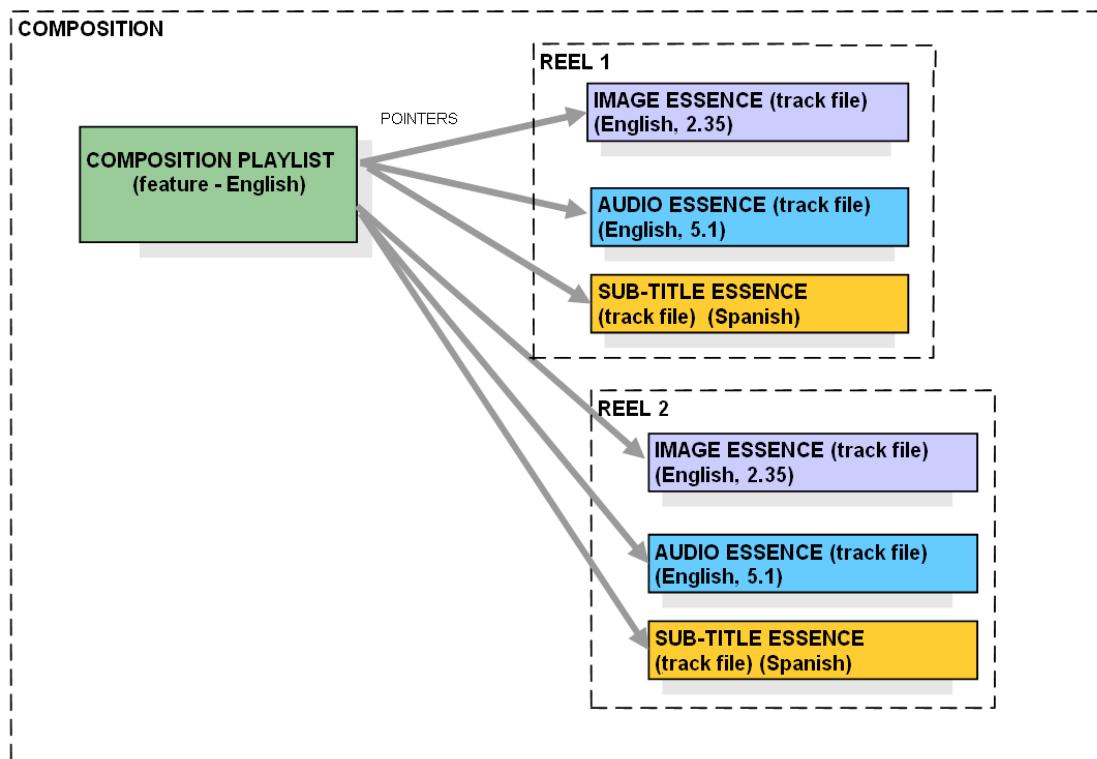 COMPOSITION
REEL 1
IMAGE ESSENCE (track file)
(English, 2.35)
POINTERS
COMPOSITION PLAYLIST
(feature - English)
AUDIO ESSENCE (track file)
(English, 5.1)
SUB-TITLE ESSENCE
(track file) (Spanish)
REEL 2
IMAGE ESSENCE (track file)
(English, 2.35)
AUDIO ESSENCE (track file)
(English, 5.1)
SUB-TITLE ESSENCE
(track file) (Spanish)